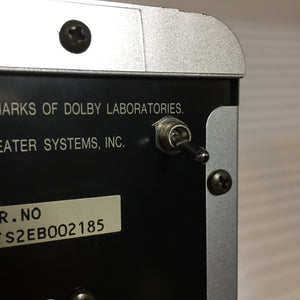 MARKS OF DOLBY LABORATORIES.
EATER SYSTEMS, INC.
R.NO
S2EB002185